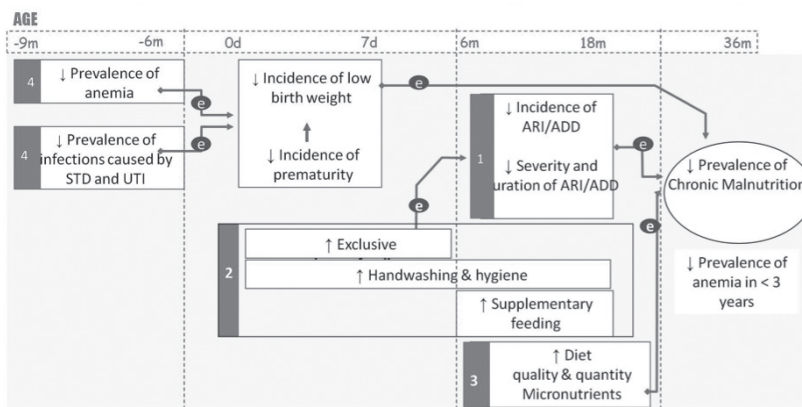 AGE
-9m -6m 0d 7d 6m 18m 36m
4 ↓ Prevalence of
anemia
e
4 ↓ Prevalence of
infections caused by
STD and UTI
e
↓ Incidence of low
birth weight
↓ Incidence of
prematurity
e
1
↓ Incidence of
ARI/ADD
↓ Severity and
uration of ARI/ADD
e
e
e
↓ Prevalence of
Chronic Malnutrition
↓ Prevalence of
anemia in < 3
years
2
↑ Exclusive
↑ Handwashing & hygiene
↑ Supplementary
feeding
3
↑ Diet
quality & quantity
Micronutrients